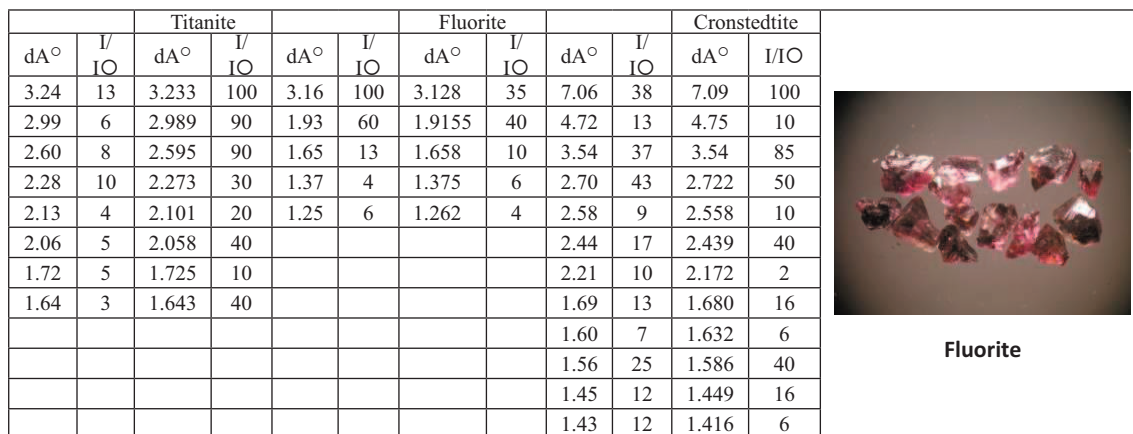 Titanite Fluorite Cronstedtite
dA○ I/IO dA○ I/IO dA○ I/IO dA○ I/IO dA○ I/IO dA○ I/IO
3.24 13 3.233 100 3.16 100 3.128 35 7.06 38 7.09 100
2.99 6 2.989 90 1.93 60 1.9155 40 4.72 13 4.75 10
2.60 8 2.595 90 1.65 13 1.658 10 3.54 37 3.54 85
2.28 10 2.273 30 1.37 4 1.375 6 2.70 43 2.722 50
2.13 4 2.101 20 1.25 6 1.262 4 2.58 9 2.558 10
2.06 5 2.058 40 2.44 17 2.439 40
1.72 5 1.725 10 2.21 10 2.172 2
1.64 3 1.643 40 1.69 13 1.680 16
1.60 7 1.632 6
1.56 25 1.586 40
1.45 12 1.449 16
1.43 12 1.416 6
Fluorite